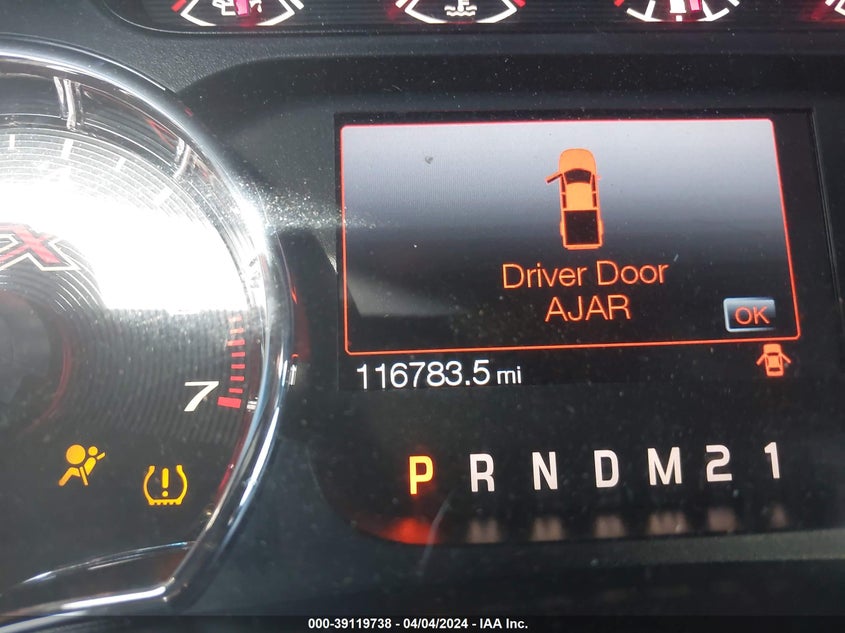 E
X
Driver Door
AJAR
OK
116783.5 mi
7
P R N D M 2 1
000-39119738 - 04/04/2024 - IAA Inc.